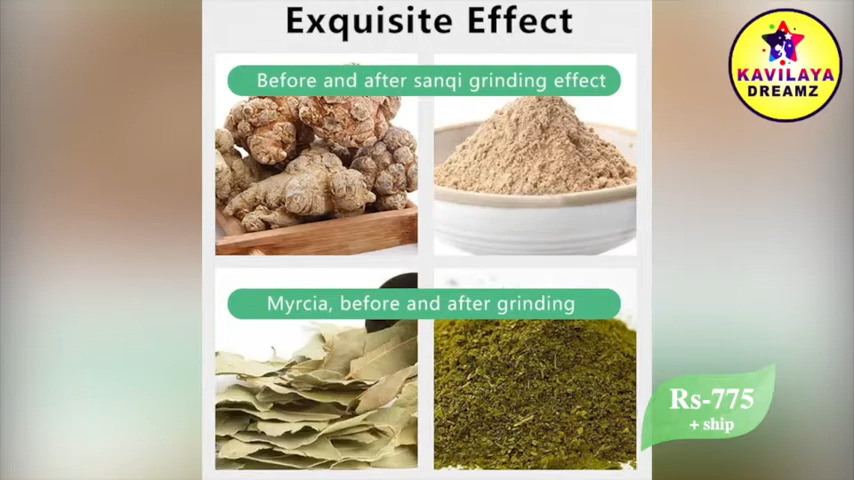 Exquisite Effect
KAVILAYA
DREAMZ
Before and after sanqi grinding effect
Myrcia, before and after grinding
Rs-775
+ ship